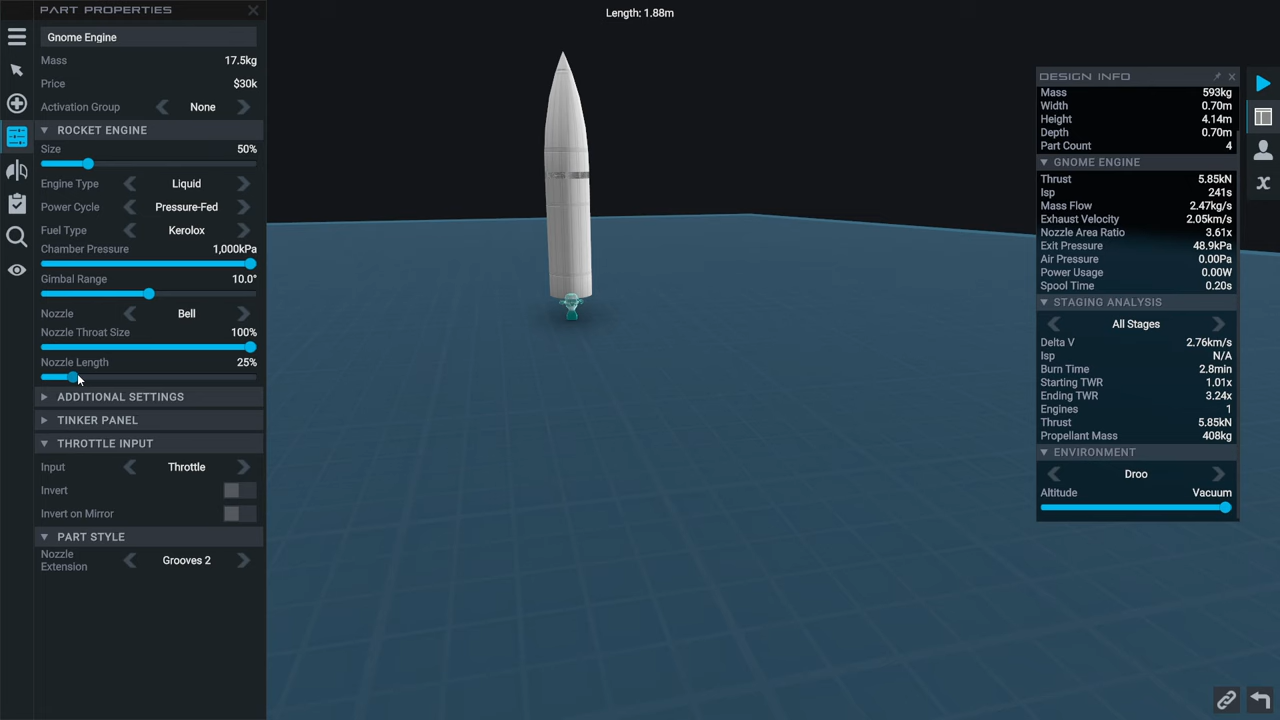 PART PROPERTIES
Length: 1.88m
Gnome Engine
Mass 17.5kg
Price $30k
Activation Group None
ROCKET ENGINE
Size 50%
Engine Type Liquid
Power Cycle Pressure-Fed
Fuel Type Kerolox
Chamber Pressure 1,000kPa
Gimbal Range 10.0°
Nozzle Bell
Nozzle Throat Size 100%
Nozzle Length 25%
ADDITIONAL SETTINGS
TINKER PANEL
THROTTLE INPUT
Input Throttle
Invert
Invert on Mirror
PART STYLE
Nozzle
Extension Grooves 2
DESIGN INFO
Mass 593kg
Width 0.70m
Height 4.14m
Depth 0.70m
Part Count 4
GNOME ENGINE
Thrust 5.85kN
Isp 241s
Mass Flow 2.47kg/s
Exhaust Velocity 2.05km/s
Nozzle Area Ratio 3.61x
Exit Pressure 48.9kPa
Air Pressure 0.00Pa
Power Usage 0.00W
Spool Time 0.20s
STAGING ANALYSIS
All Stages
Delta V 2.76km/s
Isp N/A
Burn Time 2.8min
Starting TWR 1.01x
Ending TWR 3.24x
Engines 1
Thrust 5.85kN
Propellant Mass 408kg
ENVIRONMENT
Droo
Altitude Vacuum